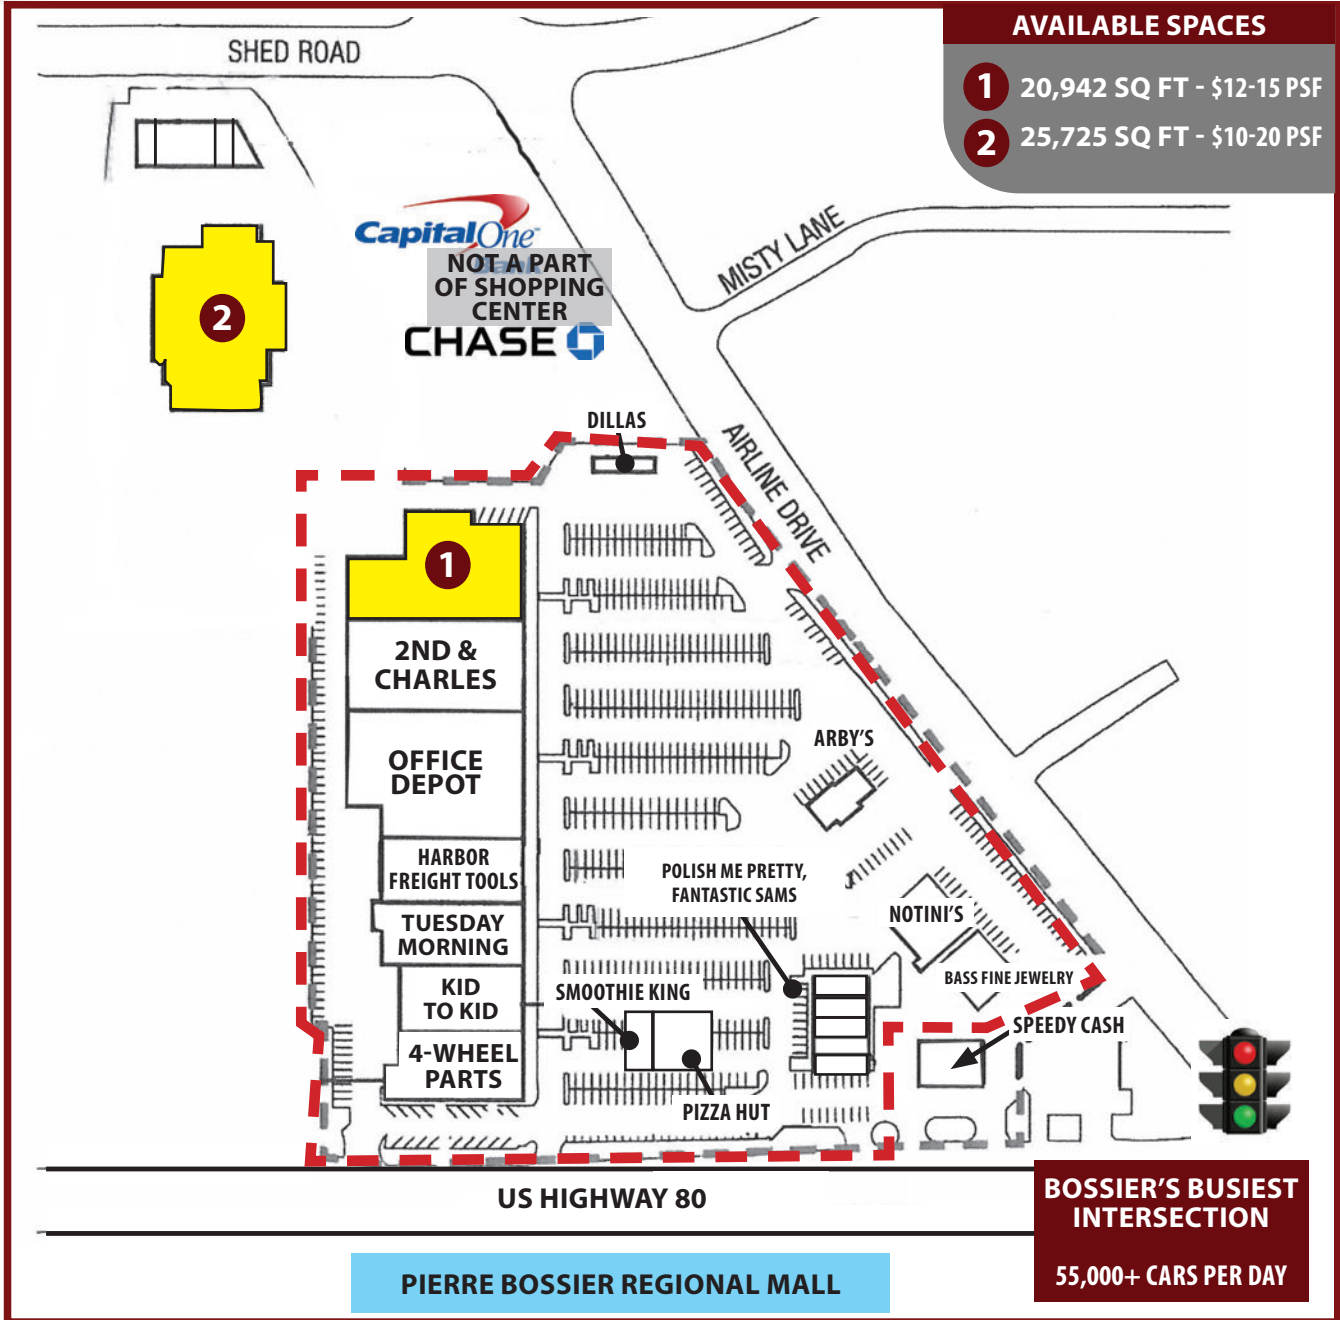 AVAILABLE SPACES
1 20,942 SQ FT - $12-15 PSF
2 25,725 SQ FT - $10-20 PSF
SHED ROAD
MISTY LANE
CapitalOne
Bank
NOT A PART
OF SHOPPING
CENTER
CHASE
2
DILLAS
AIRLINE DRIVE
1
2ND &
CHARLES
OFFICE
DEPOT
ARBY'S
HARBOR
FREIGHT TOOLS
POLISH ME PRETTY,
FANTASTIC SAMS
TUESDAY
MORNING
NOTINI'S
KID
TO KID
SMOOTHIE KING
BASS FINE JEWELRY
SPEEDY CASH
4-WHEEL
PARTS
PIZZA HUT
US HIGHWAY 80
BOSSIER'S BUSIEST
INTERSECTION
55,000+ CARS PER DAY
PIERRE BOSSIER REGIONAL MALL